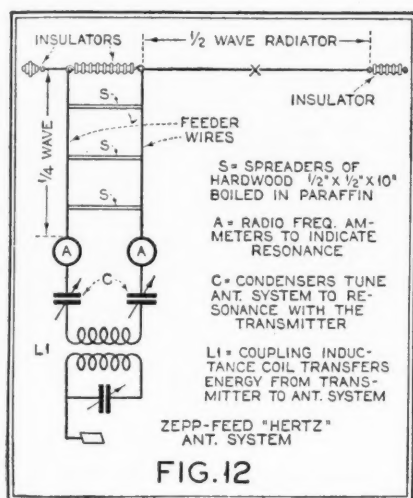 INSULATORS
1/2 WAVE RADIATOR
INSULATOR
1/4 WAVE
S
FEEDER
WIRES
S
S
S= SPREADERS OF
HARDWOOD 1/2" X 1/2" X 10"
BOILED IN PARAFFIN
A A
A= RADIO FREQ. AM-
METERS TO INDICATE
RESONANCE
C
C= CONDENSERS TUNE
ANT. SYSTEM TO RE-
SONANCE WITH THE
TRANSMITTER
L1
L1= COUPLING INDUC-
TANCE COIL TRANSFERS
ENERGY FROM TRANS-
MITTER TO ANT. SYSTEM
ZEPP-FEED "HERTZ"
ANT. SYSTEM
FIG.12